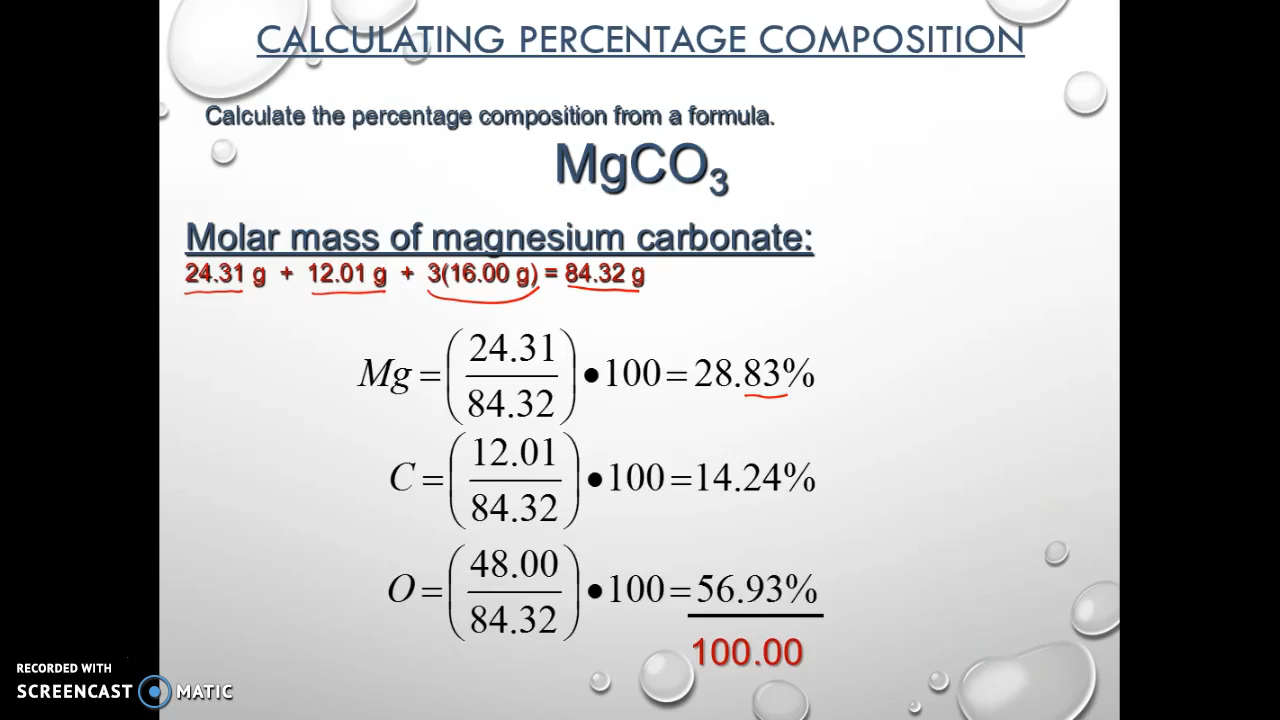 CALCULATING PERCENTAGE COMPOSITION
Calculate the percentage composition from a formula.
MgCO₃
Molar mass of magnesium carbonate:
24.31 g + 12.01 g + 3(16.00 g) = 84.32 g
Mg = (24.31/84.32) • 100 = 28.83%
C = (12.01/84.32) • 100 = 14.24%
O = (48.00/84.32) • 100 = 56.93%
100.00
RECORDED WITH
SCREENCAST MATIC